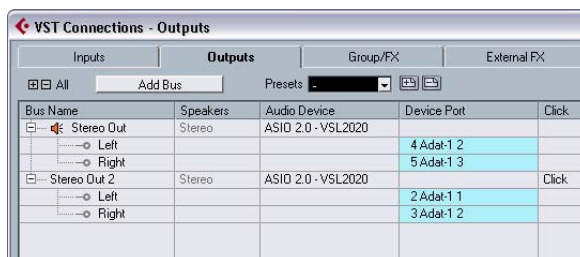 VST Connections - Outputs
Inputs Outputs Group/FX External FX
All Add Bus Presets -
Bus Name Speakers Audio Device Device Port Click
Stereo Out Stereo ASIO 2.0 - VSL2020
Left 4 Adat-1 2
Right 5 Adat-1 3
Stereo Out 2 Stereo ASIO 2.0 - VSL2020 Click
Left 2 Adat-1 1
Right 3 Adat-1 2